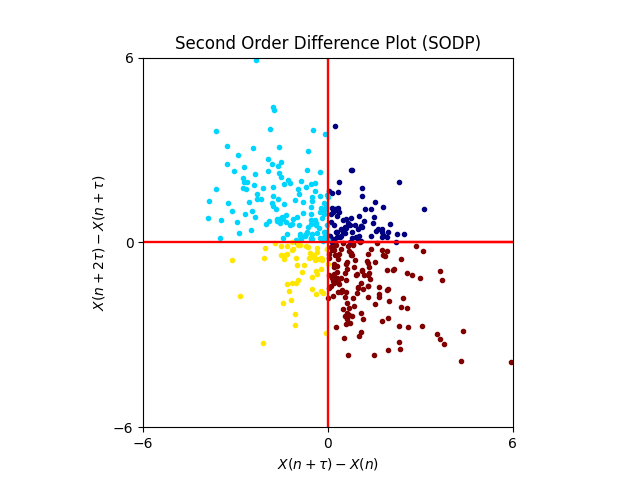 Second Order Difference Plot (SODP)
6
X(n + 2τ) − X(n + τ)
0
−6
−6 0 6
X(n + τ) − X(n)